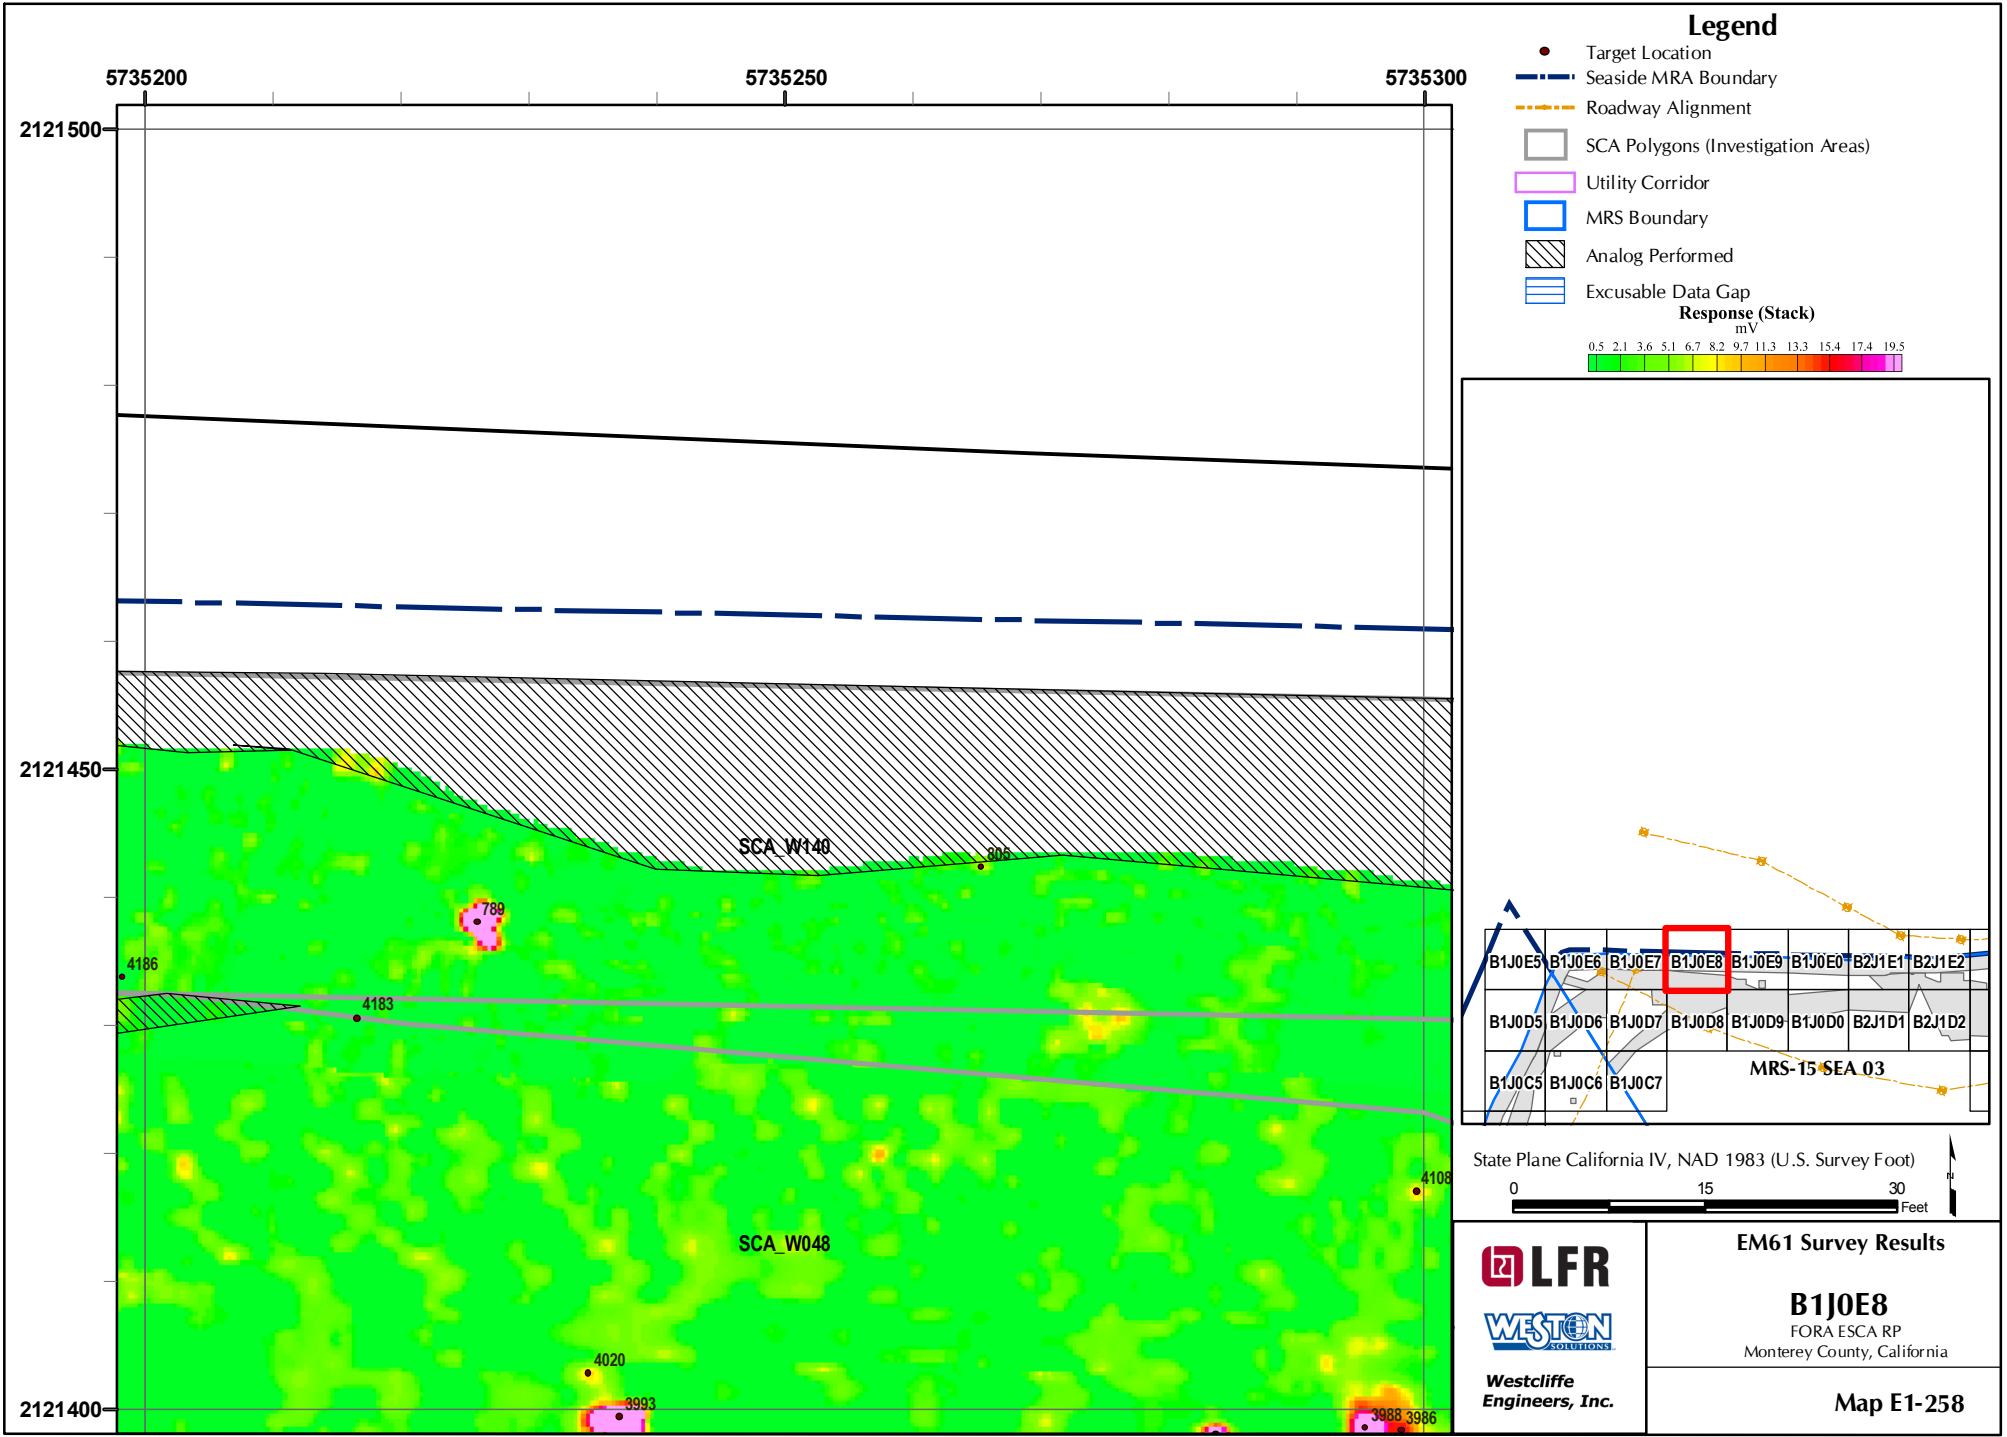 5735200
5735250
5735300
2121500
2121450
2121400
SCA_W140
805
789
4186
4183
4108
SCA_W048
4020
3993
3988
3986
Legend
Target Location
Seaside MRA Boundary
Roadway Alignment
SCA Polygons (Investigation Areas)
Utility Corridor
MRS Boundary
Analog Performed
Excusable Data Gap
Response (Stack)
mV
0.5 2.1 3.6 5.1 6.7 8.2 9.7 11.3 13.3 15.4 17.4 19.5
B1J0E5 B1J0E6 B1J0E7 B1J0E8 B1J0E9 B1J0E0 B2J1E1 B2J1E2
B1J0D5 B1J0D6 B1J0D7 B1J0D8 B1J0D9 B1J0D0 B2J1D1 B2J1D2
MRS-15 SEA 03
B1J0C5 B1J0C6 B1J0C7
State Plane California IV, NAD 1983 (U.S. Survey Foot)
N
0 15 30
Feet
LFR
WESTON
SOLUTIONS
Westcliffe
Engineers, Inc.
EM61 Survey Results
B1J0E8
FORA ESCA RP
Monterey County, California
Map E1-258